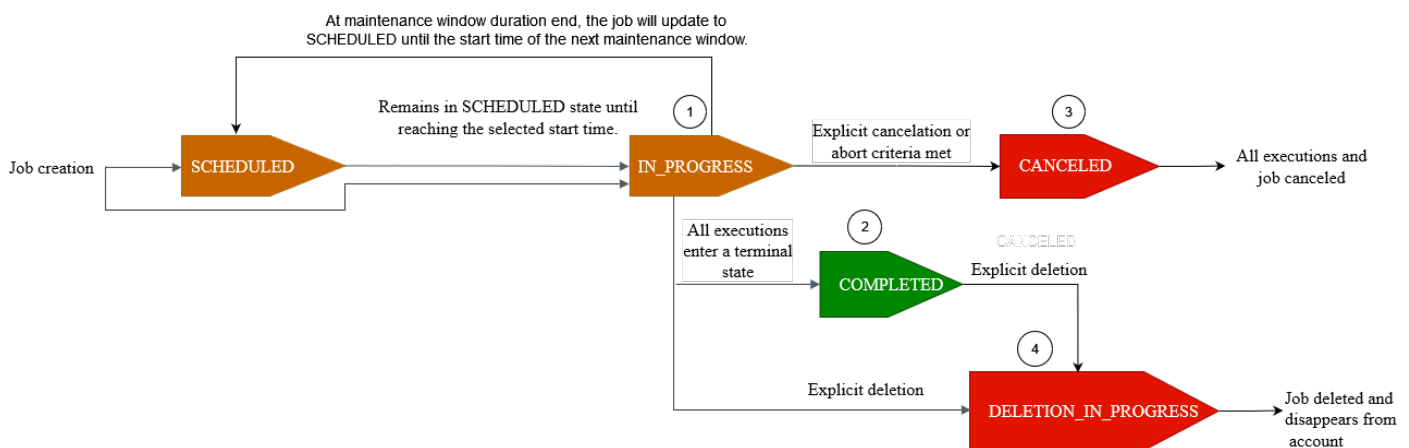 At maintenance window duration end, the job will update to
SCHEDULED until the start time of the next maintenance window.
Remains in SCHEDULED state until
reaching the selected start time.
1
3
Job creation
SCHEDULED
IN_PROGRESS
Explicit cancelation or
abort criteria met
CANCELED
All executions and
job canceled
All executions
enter a terminal
state
2
COMPLETED
CANCELED
Explicit deletion
4
Explicit deletion
DELETION_IN_PROGRESS
Job deleted and
disappears from
account